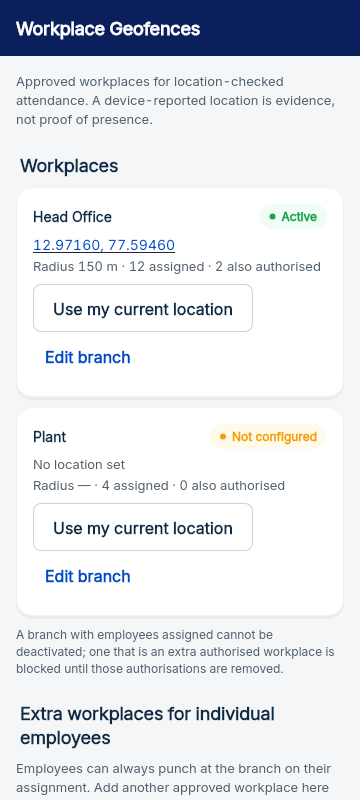 Workplace Geofences
Approved workplaces for location-checked
attendance. A device-reported location is evidence,
not proof of presence.
Workplaces
Head Office
Active
12.97160, 77.59460
Radius 150 m · 12 assigned · 2 also authorised
Use my current location
Edit branch
Plant
Not configured
No location set
Radius — · 4 assigned · 0 also authorised
Use my current location
Edit branch
A branch with employees assigned cannot be
deactivated; one that is an extra authorised workplace is
blocked until those authorisations are removed.
Extra workplaces for individual
employees
Employees can always punch at the branch on their
assignment. Add another approved workplace here